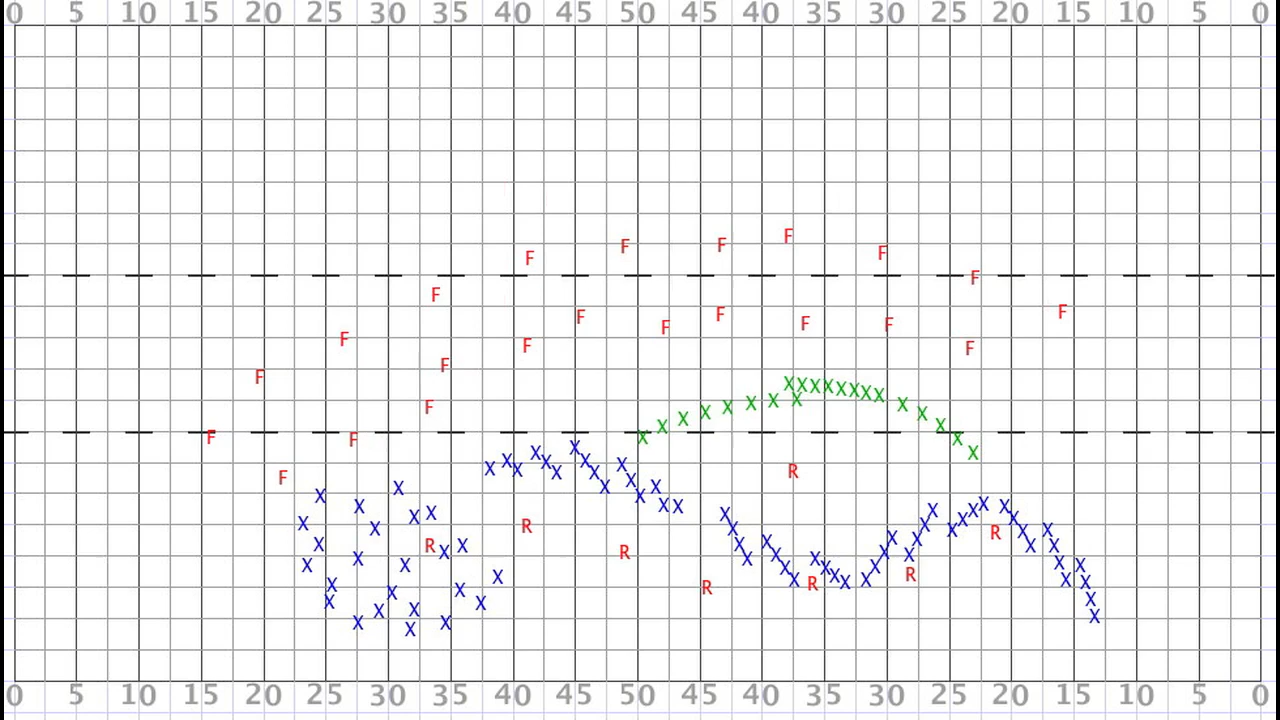 0 5 10 15 20 25 30 35 40 45 50 45 40 35 30 25 20 15 10 5 0
F F F F F
F F
F F F F F F
F F F
F F X X X X X X X X
F X X X X X X X
F F X X X X X
F X X X X X X X X X X X X R X
X X X X X X X X X X X X X X X X
X X R X X X X X R X X
X X R X X R X X X X X X X X X X
X X X X X R X X R X X X X X R X X X
X X X X X X
X X X X
0 5 10 15 20 25 30 35 40 45 50 45 40 35 30 25 20 15 10 5 0